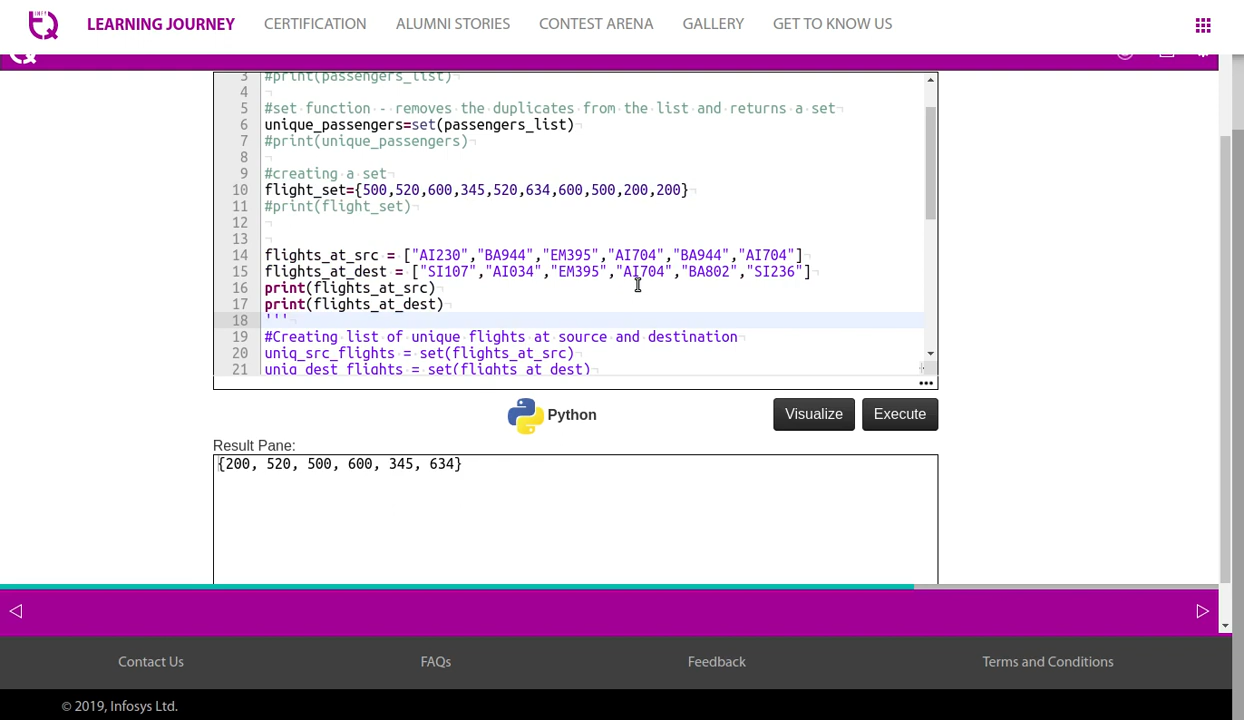 LEARNING JOURNEY CERTIFICATION ALUMNI STORIES CONTEST ARENA GALLERY GET TO KNOW US
3 #print(passengers_list)
4
5 #set function - removes the duplicates from the list and returns a set
6 unique_passengers=set(passengers_list)
7 #print(unique_passengers)
8
9 #creating a set
10 flight_set={500,520,600,345,520,634,600,500,200,200}
11 #print(flight_set)
12
13
14 flights_at_src = ["AI230","BA944","EM395","AI704","BA944","AI704"]
15 flights_at_dest = ["SI107","AI034","EM395","AI704","BA802","SI236"]
16 print(flights_at_src)
17 print(flights_at_dest)
18 '''
19 #Creating list of unique flights at source and destination
20 uniq_src_flights = set(flights_at_src)
21 uniq_dest_flights = set(flights_at_dest)
Python Visualize Execute
Result Pane:
{200, 520, 500, 600, 345, 634}
Contact Us FAQs Feedback Terms and Conditions
© 2019, Infosys Ltd.